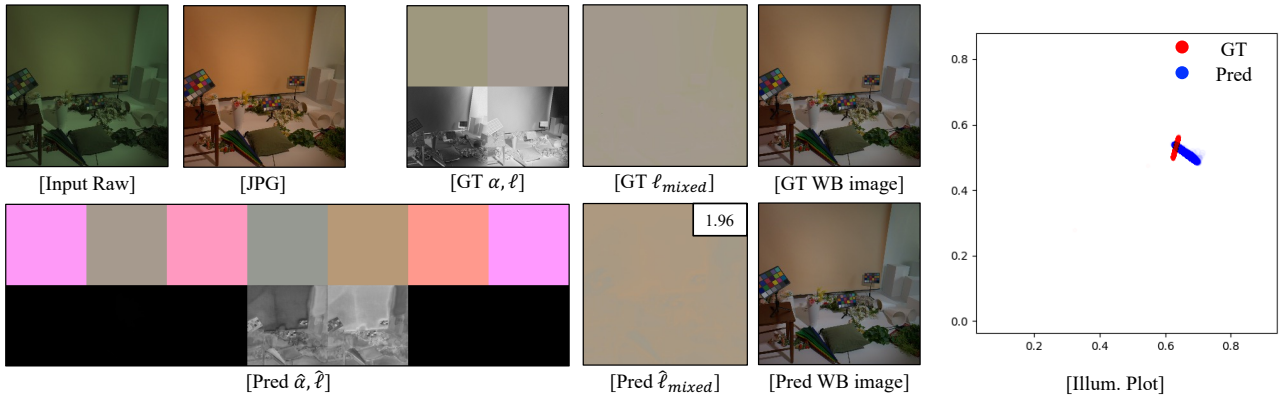 [Input Raw]
[JPG]
[GT α, ℓ]
[GT ℓ_mixed]
[GT WB image]
1.96
[Pred α̂, ℓ̂]
[Pred ℓ̂_mixed]
[Pred WB image]
GT
Pred
0.8
0.6
0.4
0.2
0.0
0.2 0.4 0.6 0.8
[Illum. Plot]